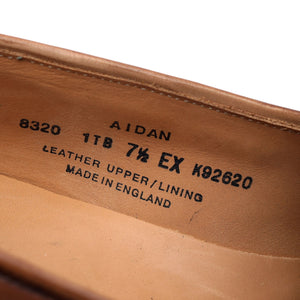 AIDAN
8320 1TB 7½ EX K92620
LEATHER UPPER/LINING
MADE IN ENGLAND